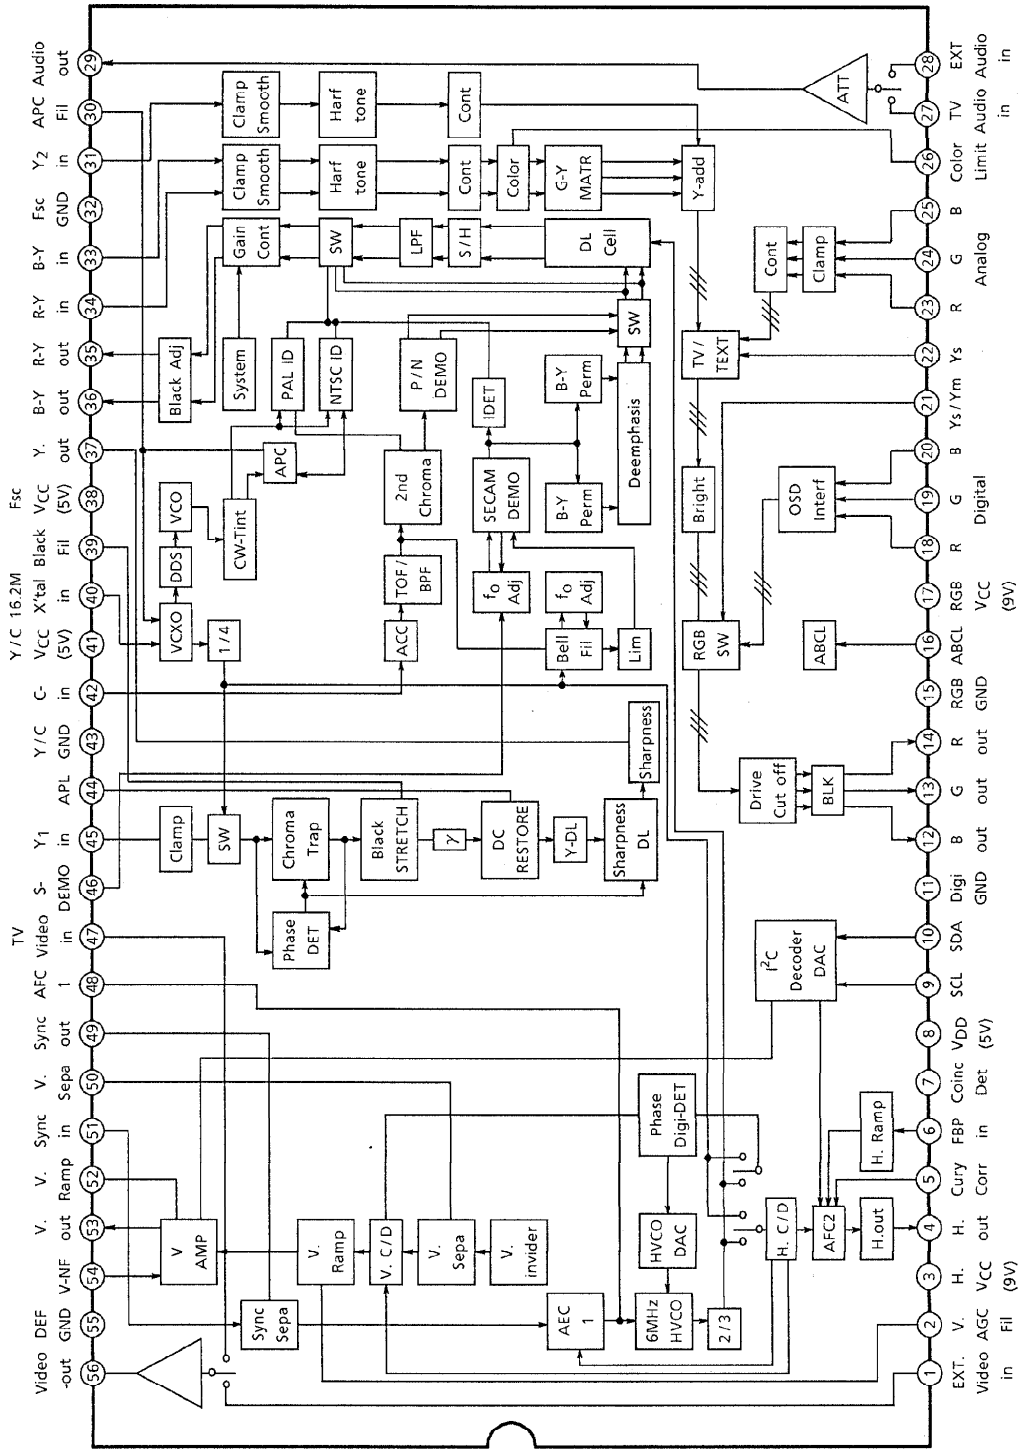 Audio out
29
APC Fil
30
Y2 in
31
Fsc GND
32
B-Y in
33
R-Y in
34
R-Y out
35
B-Y out
36
Y. out
37
Fsc VCC (5V)
38
Black Fil
39
16.2M X'tal in
40
Y/C VCC (5V)
41
C- in
42
Y/C GND
43
APL
44
Y1 in
45
S- DEMO
46
TV Video in
47
AFC 1
48
Sync out
49
V. Sepa
50
Sync in
51
V. Ramp
52
V. out
53
V-NF
54
DEF GND
55
Video -out
56
Clamp Smooth
Harf tone
Cont
Clamp Smooth
Harf tone
Cont
Color
G-Y MATR
Y-add
Gain Cont
SW
LPF
S/H
DL Cell
Black Adj
System
PAL ID
NTSC ID
P/N DEMO
SW
IDET
B-Y Perm
B-Y Perm
Deemphasis
APC
VCO
CW-Tint
DDS
VCXO
1/4
2nd Chroma
SECAM DEMO
TOF/ BPF
fo Adj
fo Adj
ACC
Bell Fil
Lim
Clamp
SW
Chroma Trap
Phase DET
Black STRETCH
γ
DC RESTORE
Y-DL
Sharpness DL
Sharpness
ATT
Cont
Clamp
TV/ TEXT
Bright
OSD Interf
RGB SW
ABCL
Drive Cut off
BLK
I²C Decoder DAC
Phase Digi-DET
H. Ramp
V AMP
V. Ramp
V. C/D
V. Sepa
V. invider
HVCO DAC
H. C/D
AFC2
H.out
Sync Sepa
AEC 1
6MHz HVCO
2/3
28
EXT Audio in
27
TV Audio in
26
Color Limit
25
B
24
G
Analog
23
R
22
Ys
21
Ys/Ym
20
B
19
G
Digital
18
R
17
RGB VCC (9V)
16
ABCL
15
RGB GND
14
R out
13
G out
12
B out
11
Digi GND
10
SDA
9
SCL
8
VDD (5V)
7
Coinc Det
6
FBP in
5
Cury Corr
4
H. out
3
H. VCC (9V)
2
V. AGC Fil
1
EXT. Video in